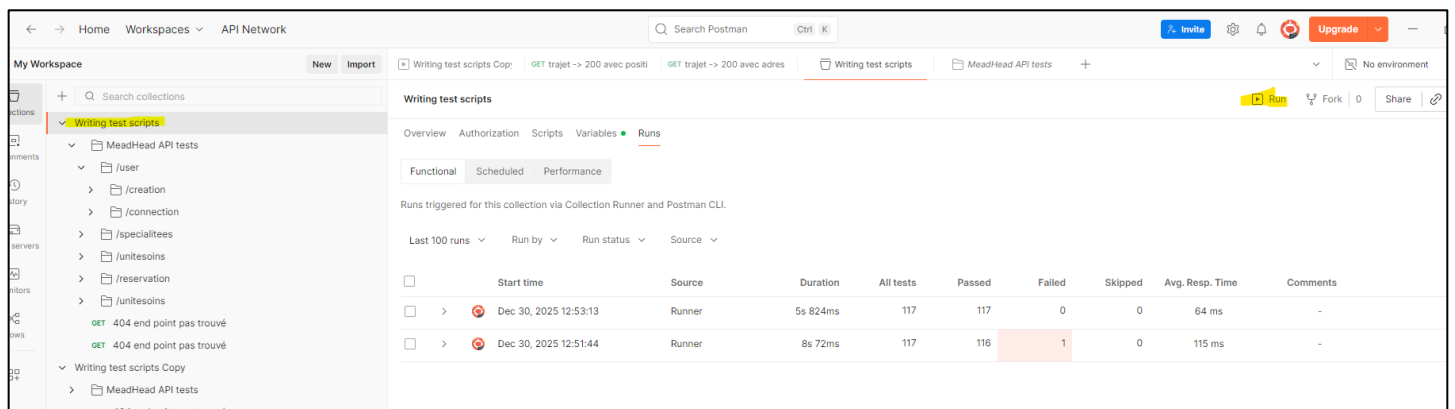 Home Workspaces API Network Search Postman Ctrl K Invite Upgrade
My Workspace New Import Writing test scripts Copy GET trajet -> 200 avec positi GET trajet -> 200 avec adres Writing test scripts MeadHead API tests No environment
Search collections
Writing test scripts Run Fork 0 Share
ctions
Writing test scripts
Overview Authorization Scripts Variables Runs
MeadHead API tests
nments
/user
Functional Scheduled Performance
/creation
story
/connection
Runs triggered for this collection via Collection Runner and Postman CLI.
/specialitees
servers
Last 100 runs Run by Run status Source
/unitesoins
/reservation
nitors
Start time Source Duration All tests Passed Failed Skipped Avg. Resp. Time Comments
/unitesoins
Dec 30, 2025 12:53:13 Runner 5s 824ms 117 117 0 0 64 ms -
GET 404 end point pas trouvé
ows
GET 404 end point pas trouvé
Dec 30, 2025 12:51:44 Runner 8s 72ms 117 116 1 0 115 ms -
Writing test scripts Copy
MeadHead API tests